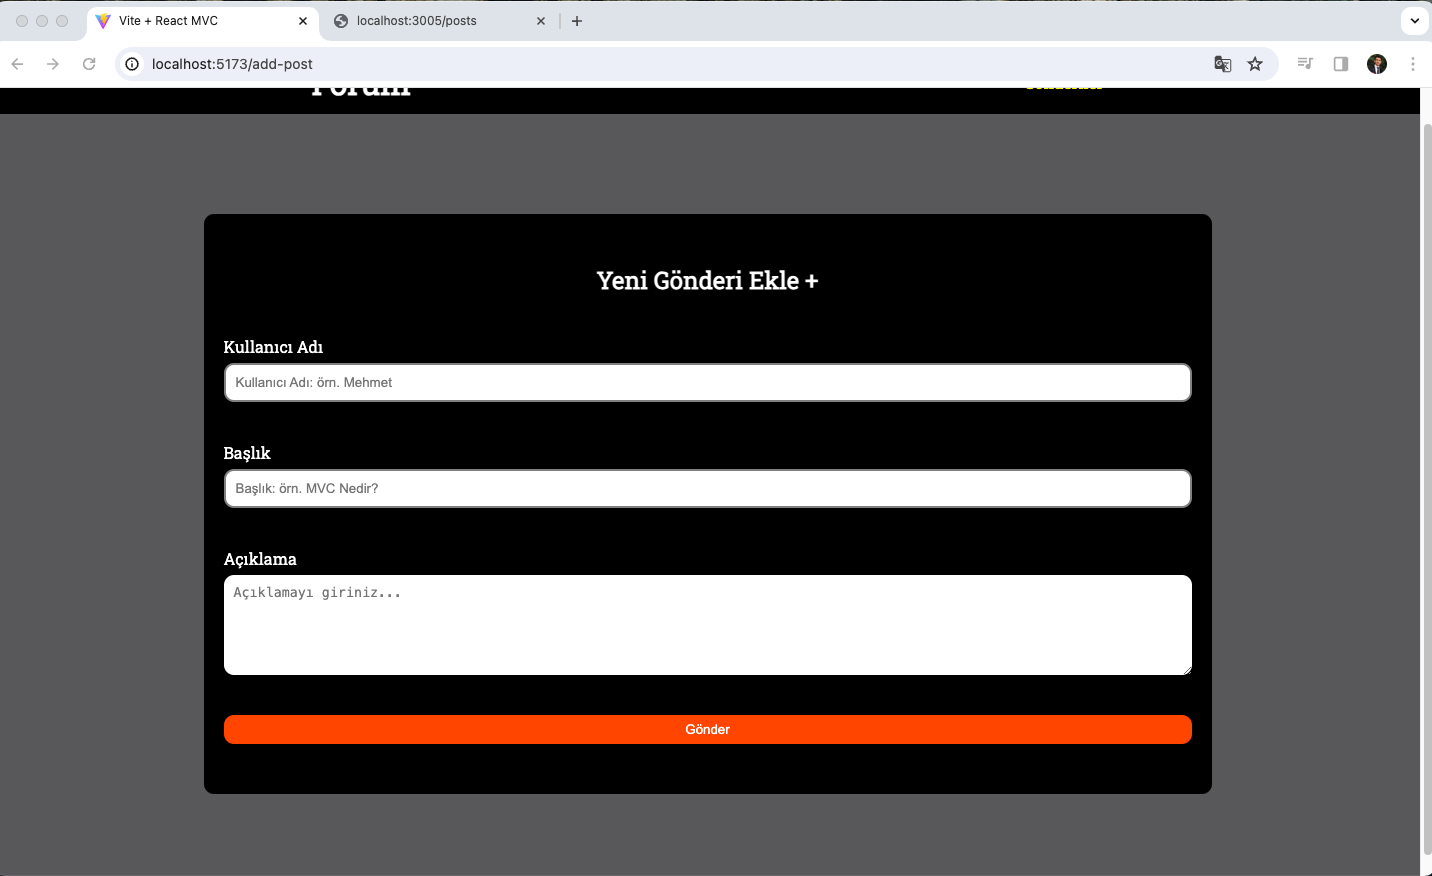 Vite + React MVC
localhost:3005/posts
localhost:5173/add-post
Forum
Yeni Gönderi Ekle +
Kullanıcı Adı
Kullanıcı Adı: örn. Mehmet
Başlık
Başlık: örn. MVC Nedir?
Açıklama
Açıklamayı giriniz...
Gönder